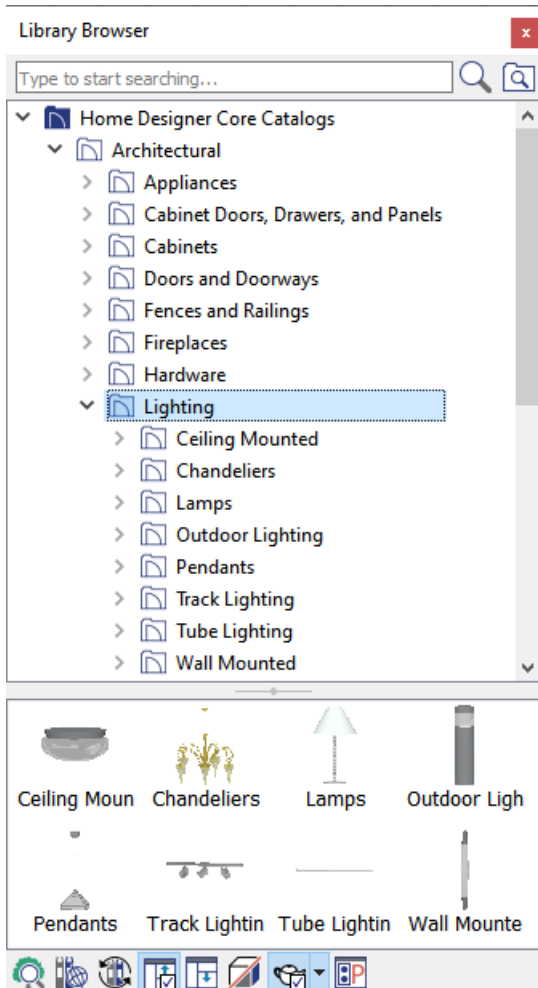 Library Browser
x
Type to start searching...
Home Designer Core Catalogs
Architectural
Appliances
Cabinet Doors, Drawers, and Panels
Cabinets
Doors and Doorways
Fences and Railings
Fireplaces
Hardware
Lighting
Ceiling Mounted
Chandeliers
Lamps
Outdoor Lighting
Pendants
Track Lighting
Tube Lighting
Wall Mounted
Ceiling Moun Chandeliers Lamps Outdoor Ligh
Pendants Track Lightin Tube Lightin Wall Mounte
P